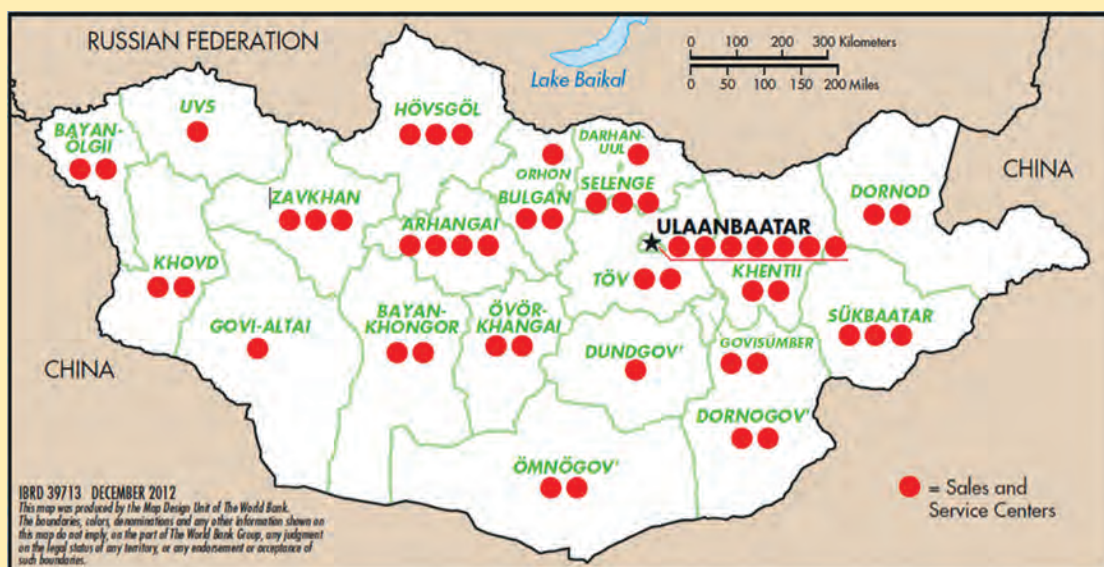 RUSSIAN FEDERATION
Lake Baikal
0 100 200 300 Kilometers
0 50 100 150 200 Miles
CHINA
UVS
BAYAN-
ÖLGII
HÖVSGÖL
DARHAN-
UUL
ORHON
ZAVKHAN
BULGAN
SELENGE
DORNOD
ARHANGAI
ULAANBAATAR
KHOVD
TÖV
KHENTII
GOVI-ALTAI
BAYAN-
KHONGOR
ÖVÖR-
KHANGAI
SÜKBAATAR
DUNDGOV'
GOVISÜMBER
CHINA
DORNOGOV'
ÖMNÖGOV'
IBRD 39713 DECEMBER 2012
This map was produced by the Map Design Unit of The World Bank.
The boundaries, colors, denominations and any other information shown on
this map do not imply, on the part of The World Bank Group, any judgment
on the legal status of any territory, or any endorsement or acceptance of
such boundaries.
= Sales and
Service Centers